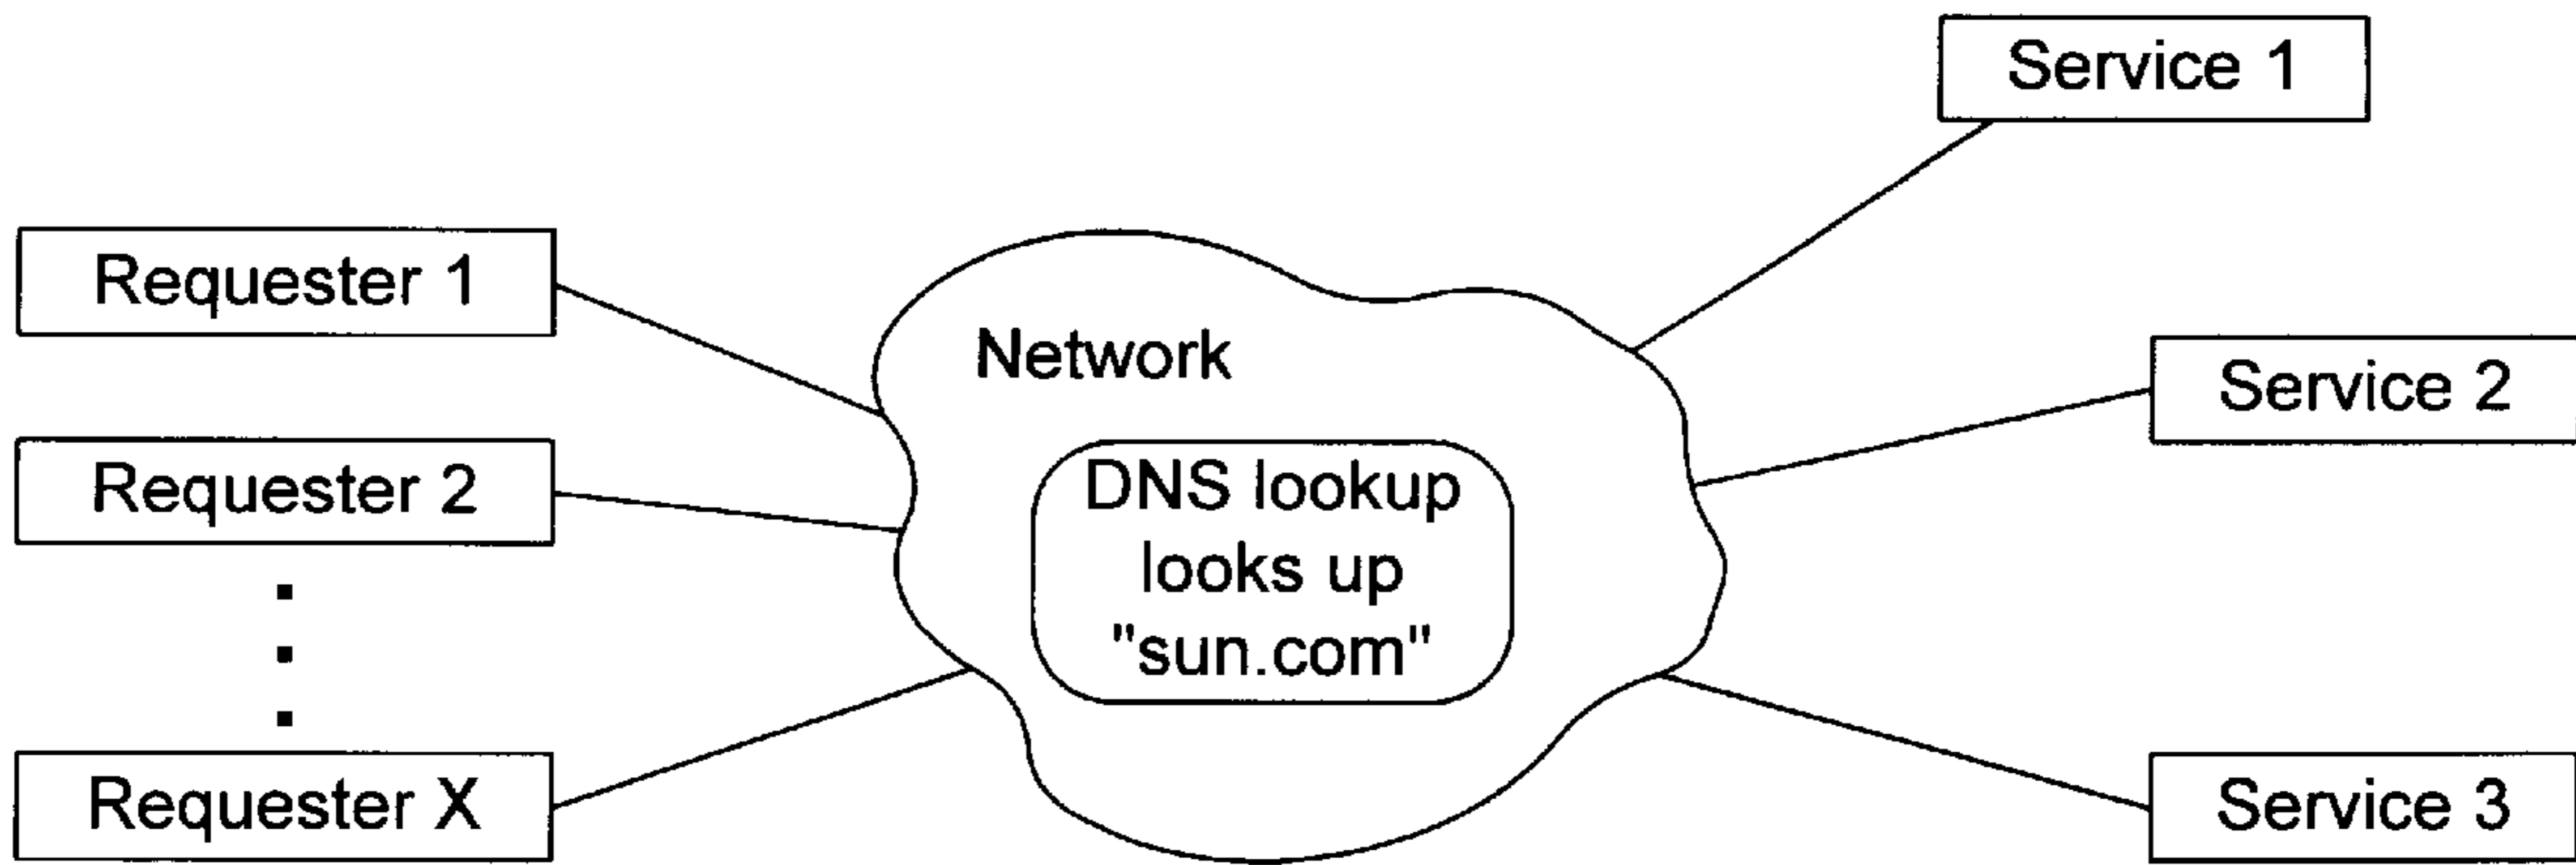 Service 1
Requester 1
Network
Service 2
Requester 2
DNS lookup
looks up
"sun.com"
Requester X
Service 3